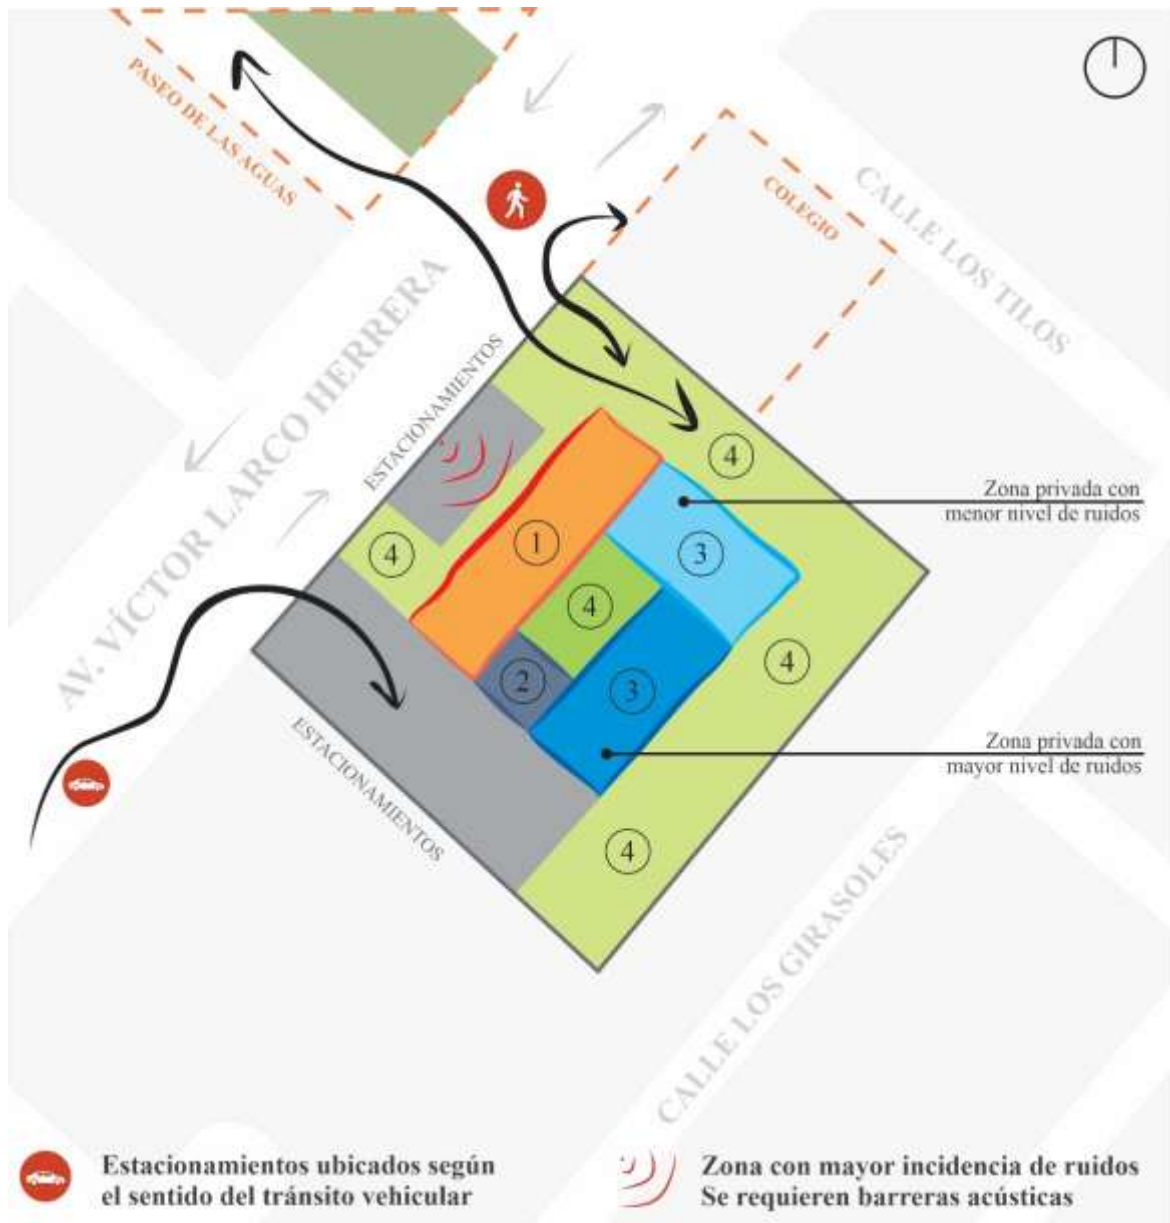 PASEO DE LAS AGUAS
COLEGIO
CALLE LOS TILOS
AV. VÍCTOR LARCO HERRERA
ESTACIONAMIENTOS
4
Zona privada con
menor nivel de ruidos
1
3
4
4
2
3
4
Zona privada con
mayor nivel de ruidos
ESTACIONAMIENTOS
4
CALLE LOS GIRASOLES
Estacionamientos ubicados según
el sentido del tránsito vehicular
Zona con mayor incidencia de ruidos
Se requieren barreras acústicas